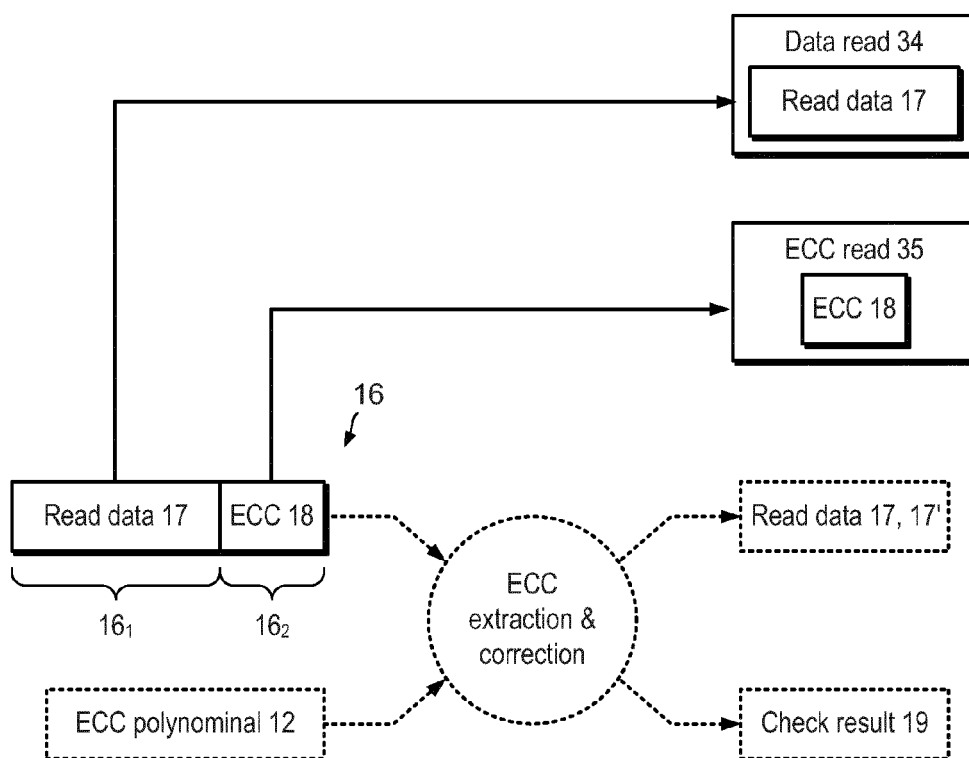 Data read 34
Read data 17
ECC read 35
ECC 18
16
Read data 17
ECC 18
Read data 17, 17'
16₁
16₂
ECC
extraction &
correction
ECC polynominal 12
Check result 19